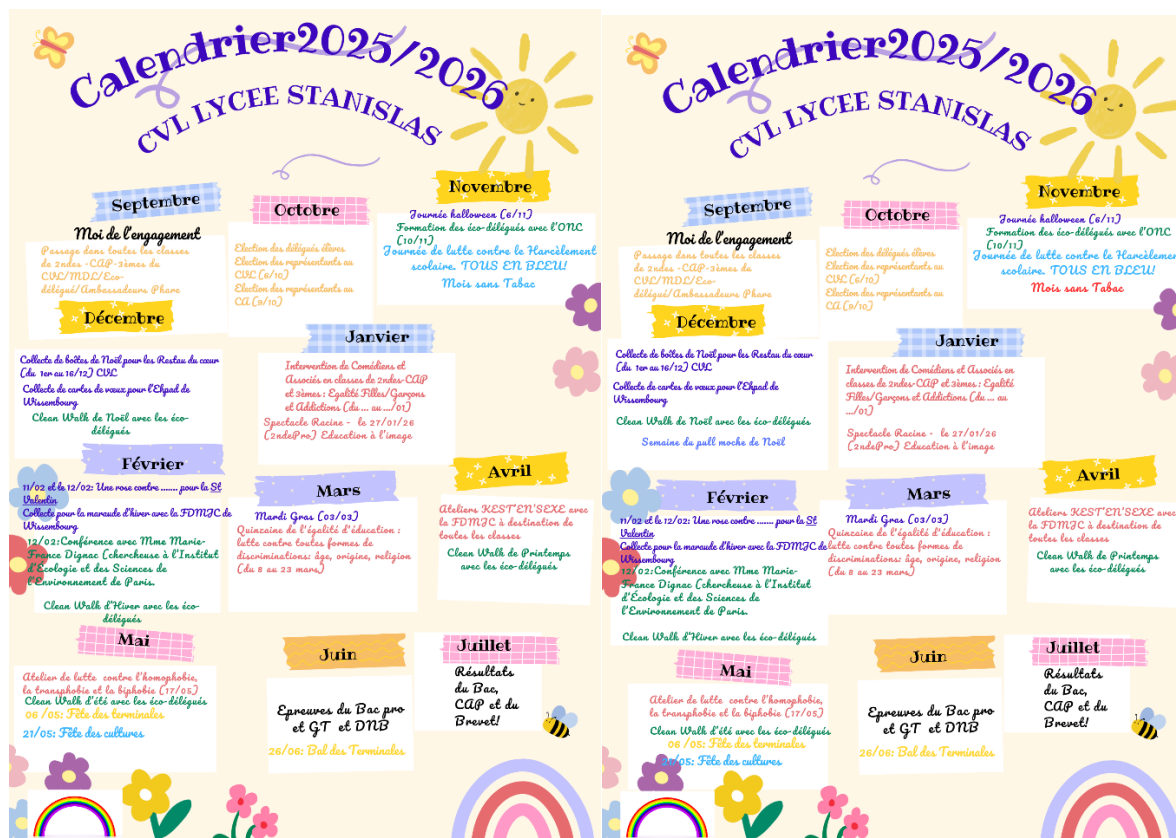 Calendrier2025/2026
CVL LYCEE STANISLAS
Septembre
Moi de l'engagement
Passage dans toutes les classes
de 2ndes -CAP-3èmes du
CVL/MDL/Eco-
délégué/Ambassadeurs Phare
Octobre
Election des délégués élèves
Election des représentants au
CVL (6/10)
Election des représentants au
CA (9/10)
Novembre
Journée halloween (6/11)
Formation des éco-délégués avec l'ONC
(10/11)
Journée de lutte contre le Harcèlement
scolaire. TOUS EN BLEU!
Mois sans Tabac
Décembre
Collecte de boîtes de Noël pour les Restau du cœur
(du 1er au 16/12) CVL
Collecte de cartes de vœux pour l'Ehpad de
Wissembourg
Clean Walk de Noël avec les éco-
délégués
Janvier
Intervention de Comédiens et
Associés en classes de 2ndes-CAP
et 3èmes : Egalité Filles/Garçons
et Addictions (du ... au .../01)
Spectacle Racine - le 27/01/26
(2ndePro) Education à l'image
Février
11/02 et le 12/02: Une rose contre ....... pour la St
Valentin
Collecte pour la maraude d'hiver avec la FDMJC de
Wissembourg
12/02:Conférence avec Mme Marie-
France Dignac (chercheuse à l'Institut
d'Écologie et des Sciences de
l'Environnement de Paris.
Clean Walk d'Hiver avec les éco-
délégués
Mars
Mardi Gras (03/03)
Quinzaine de l'égalité d'éducation :
lutte contre toutes formes de
discriminations: âge, origine, religion
(du 8 au 23 mars)
Avril
Ateliers KEST'EN'SEXE avec
la FDMJC à destination de
toutes les classes
Clean Walk de Printemps
avec les éco-délégués
Mai
Atelier de lutte contre l'homophobie,
la transphobie et la biphobie (17/05)
Clean Walk d'été avec les éco-délégués
06 /05: Fête des terminales
21/05: Fête des cultures
Juin
Epreuves du Bac pro
et GT et DNB
26/06: Bal des Terminales
Juillet
Résultats
du Bac,
CAP et du
Brevet!
Calendrier2025/2026
CVL LYCEE STANISLAS
Septembre
Moi de l'engagement
Passage dans toutes les classes
de 2ndes -CAP-3èmes du
CVL/MDL/Eco-
délégué/Ambassadeurs Phare
Octobre
Election des délégués élèves
Election des représentants au
CVL (6/10)
Election des représentants au
CA (9/10)
Novembre
Journée halloween (6/11)
Formation des éco-délégués avec l'ONC
(10/11)
Journée de lutte contre le Harcèlement
scolaire. TOUS EN BLEU!
Mois sans Tabac
Décembre
Collecte de boîtes de Noël pour les Restau du cœur
(du 1er au 16/12) CVL
Collecte de cartes de vœux pour l'Ehpad de
Wissembourg
Clean Walk de Noël avec les éco-délégués
Semaine du pull moche de Noël
Janvier
Intervention de Comédiens et Associés en
classes de 2ndes-CAP et 3èmes : Egalité
Filles/Garçons et Addictions (du ... au
.../01)
Spectacle Racine - le 27/01/26
(2ndePro) Education à l'image
Février
11/02 et le 12/02: Une rose contre ....... pour la St
Valentin
Collecte pour la maraude d'hiver avec la FDMJC de
Wissembourg
12/02:Conférence avec Mme Marie-
France Dignac (chercheuse à l'Institut
d'Écologie et des Sciences de
l'Environnement de Paris.
Clean Walk d'Hiver avec les éco-délégués
Mars
Mardi Gras (03/03)
Quinzaine de l'égalité d'éducation :
lutte contre toutes formes de
discriminations: âge, origine, religion
(du 8 au 23 mars)
Avril
Ateliers KEST'EN'SEXE avec
la FDMJC à destination de
toutes les classes
Clean Walk de Printemps
avec les éco-délégués
Mai
Atelier de lutte contre l'homophobie,
la transphobie et la biphobie (17/05)
Clean Walk d'été avec les éco-délégués
06 /05: Fête des terminales
21/05: Fête des cultures
Juin
Epreuves du Bac pro
et GT et DNB
26/06: Bal des Terminales
Juillet
Résultats
du Bac,
CAP et du
Brevet!